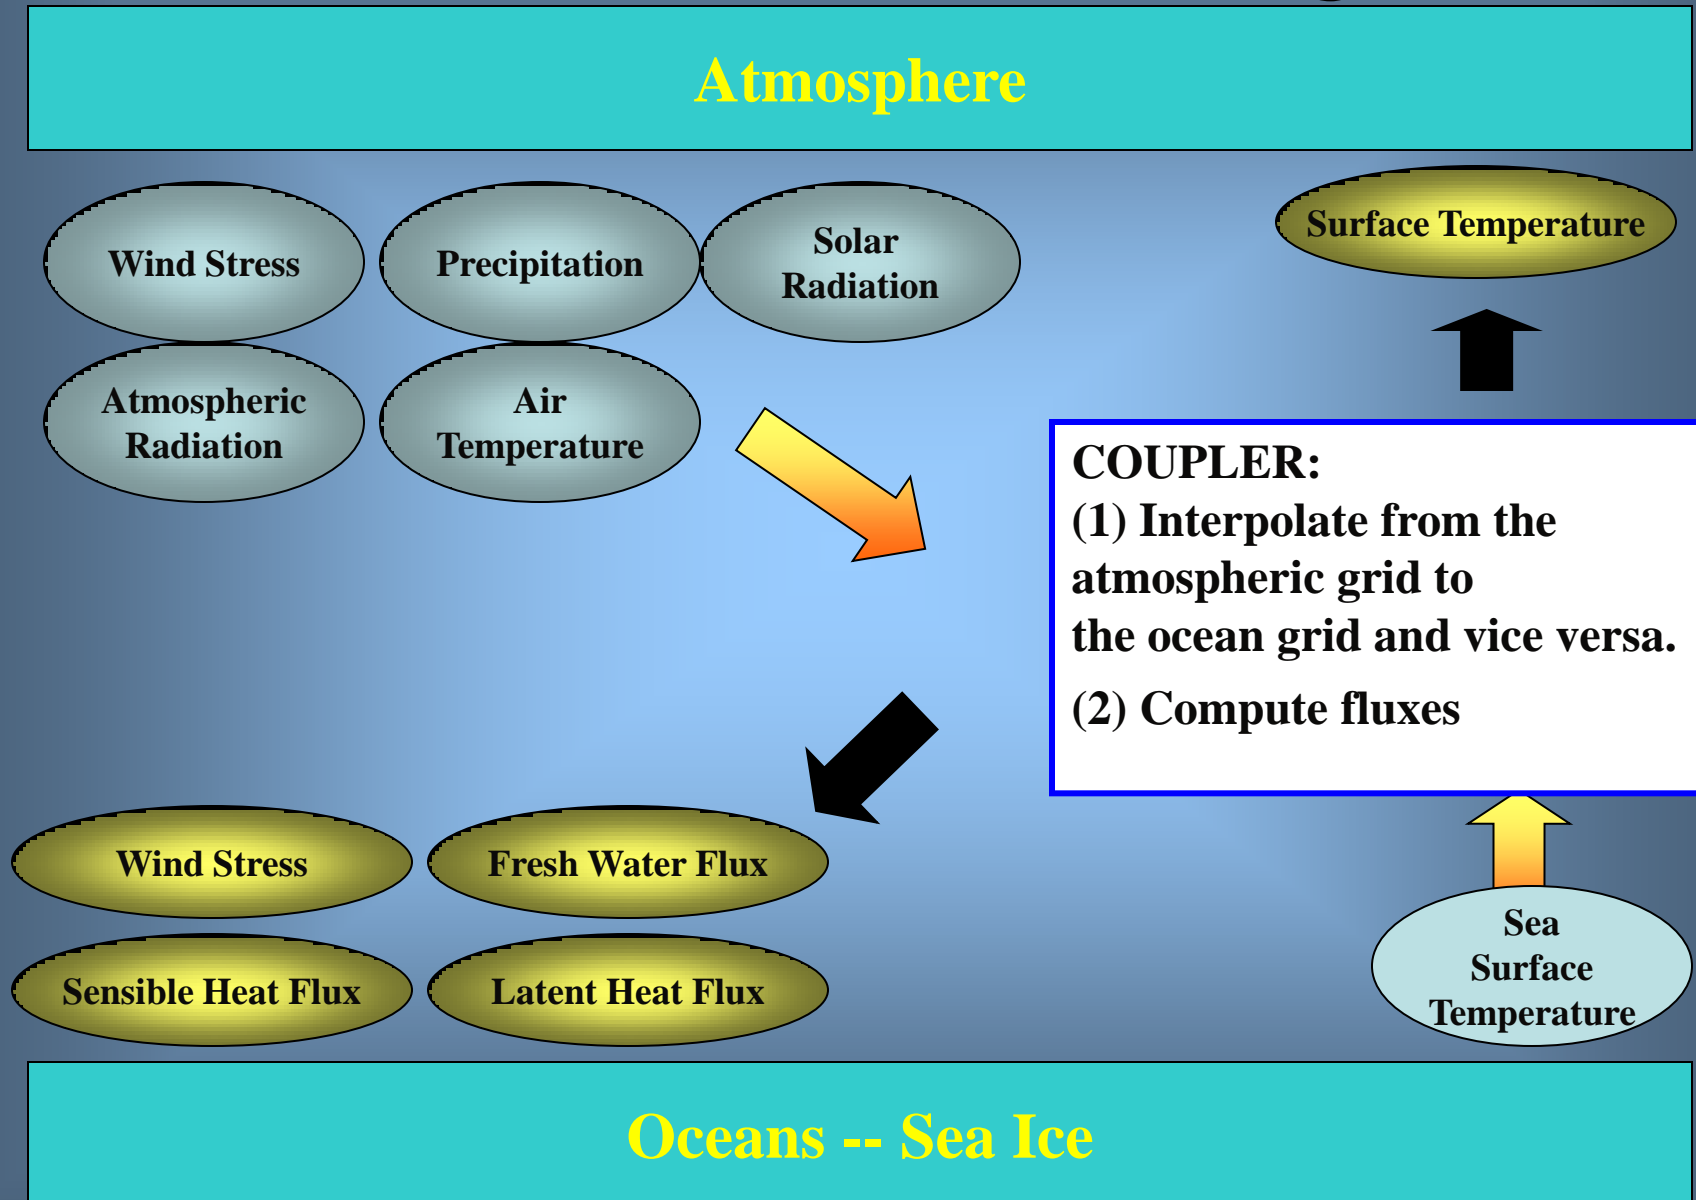 Atmosphere
Wind Stress
Precipitation
Solar
Radiation
Surface Temperature
Atmospheric
Radiation
Air
Temperature
COUPLER:
(1) Interpolate from the
atmospheric grid to
the ocean grid and vice versa.
(2) Compute fluxes
Wind Stress
Fresh Water Flux
Sensible Heat Flux
Latent Heat Flux
Sea
Surface
Temperature
Oceans -- Sea Ice